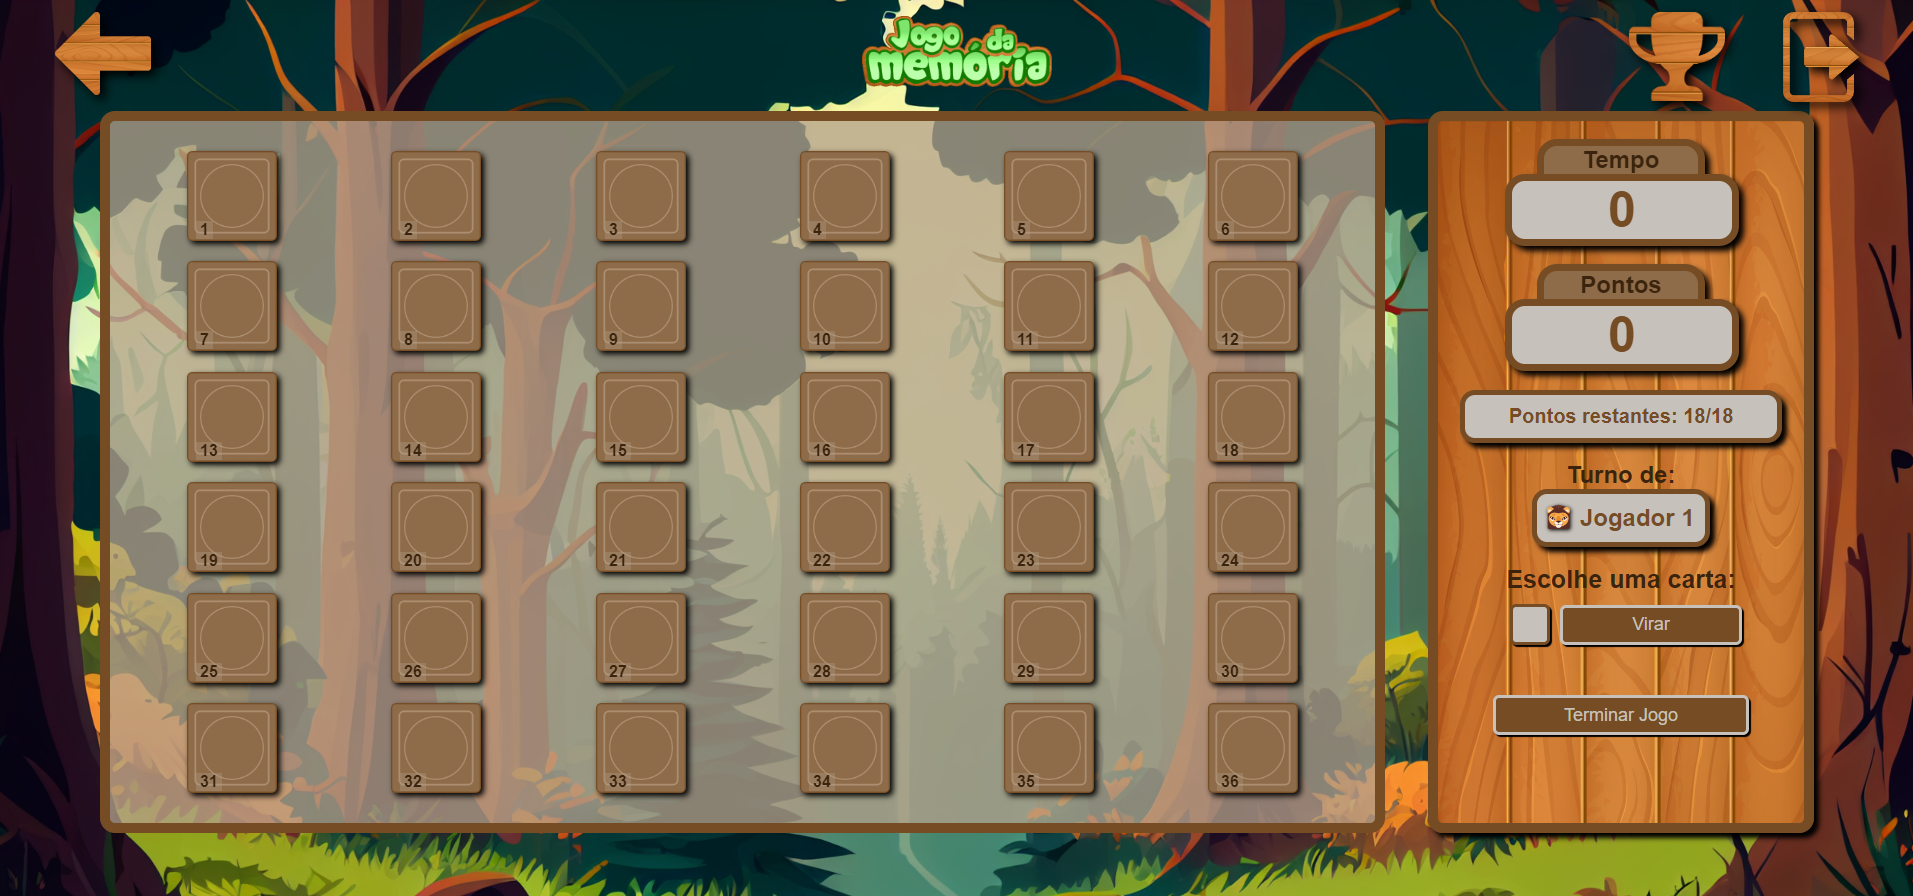 Jogo da
memória
1 2 3 4 5 6
7 8 9 10 11 12
13 14 15 16 17 18
19 20 21 22 23 24
25 26 27 28 29 30
31 32 33 34 35 36
Tempo
0
Pontos
0
Pontos restantes: 18/18
Turno de:
Jogador 1
Escolhe uma carta:
Virar
Terminar Jogo